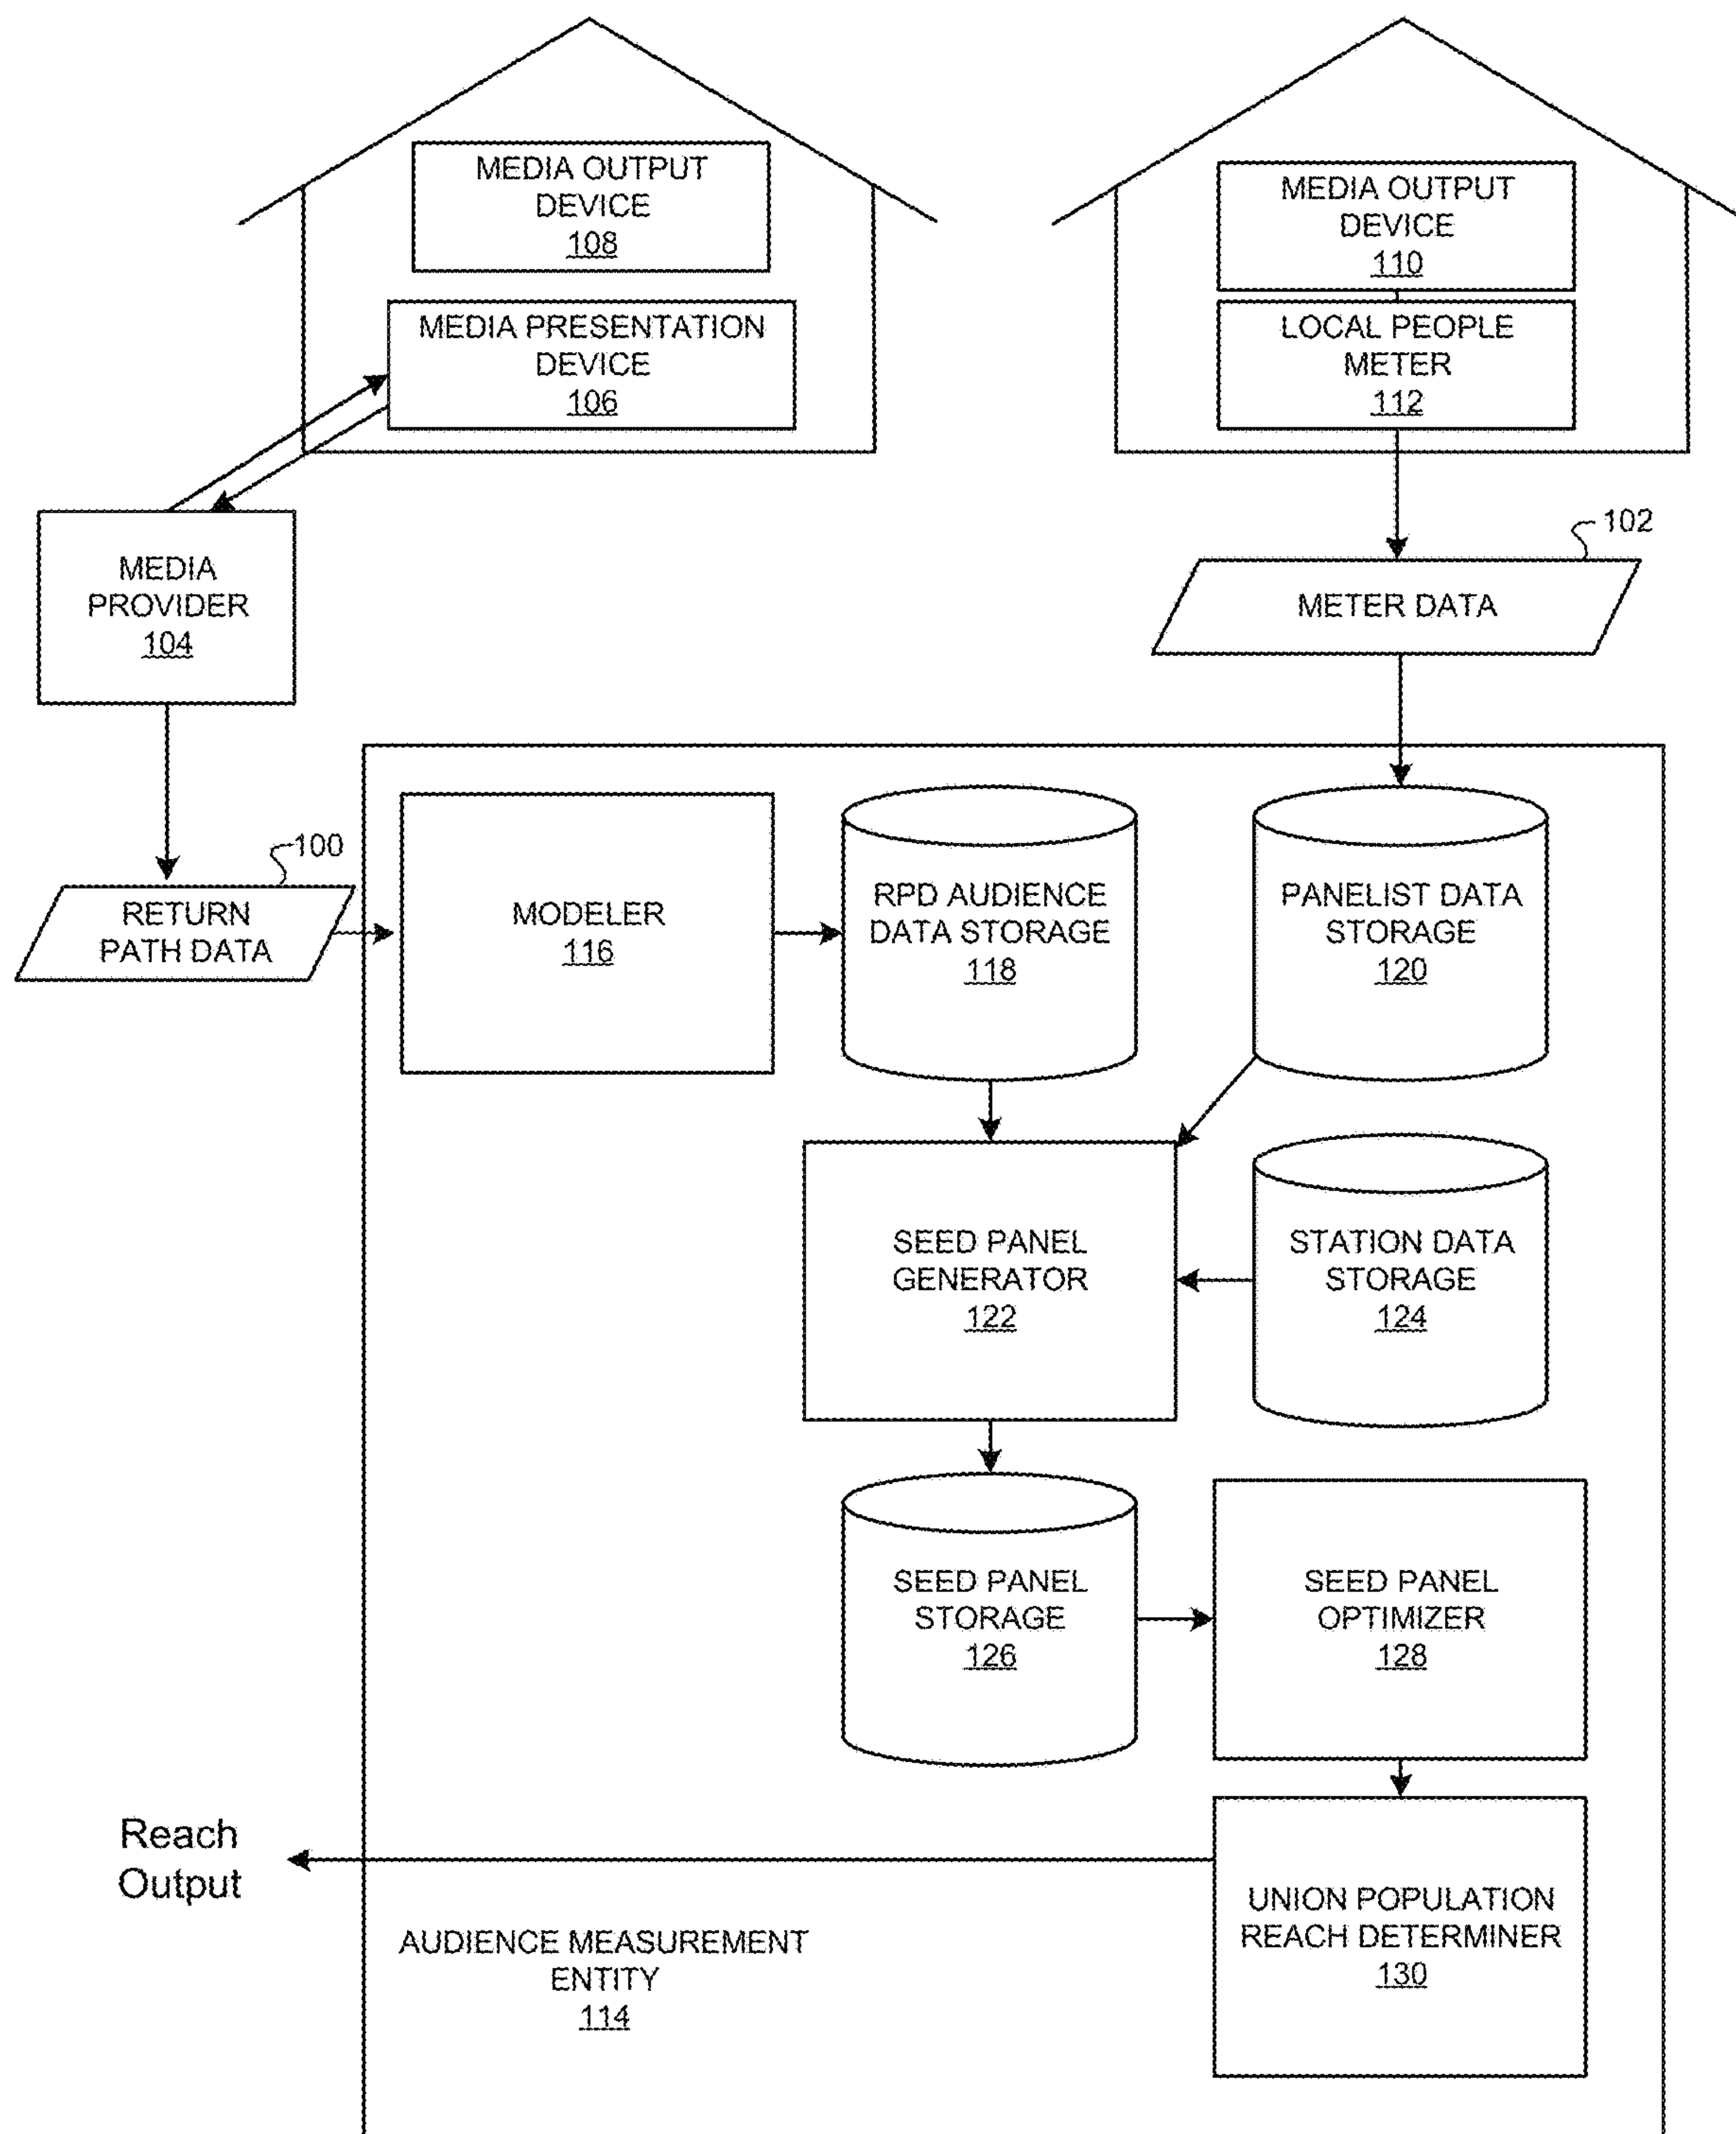 MEDIA OUTPUT
DEVICE
108
MEDIA PRESENTATION
DEVICE
106
MEDIA OUTPUT
DEVICE
110
LOCAL PEOPLE
METER
112
MEDIA
PROVIDER
104
102
METER DATA
100
RETURN
PATH DATA
MODELER
116
RPD AUDIENCE
DATA STORAGE
118
PANELIST DATA
STORAGE
120
SEED PANEL
GENERATOR
122
STATION DATA
STORAGE
124
SEED PANEL
STORAGE
126
SEED PANEL
OPTIMIZER
128
Reach
Output
UNION POPULATION
REACH DETERMINER
130
AUDIENCE MEASUREMENT
ENTITY
114